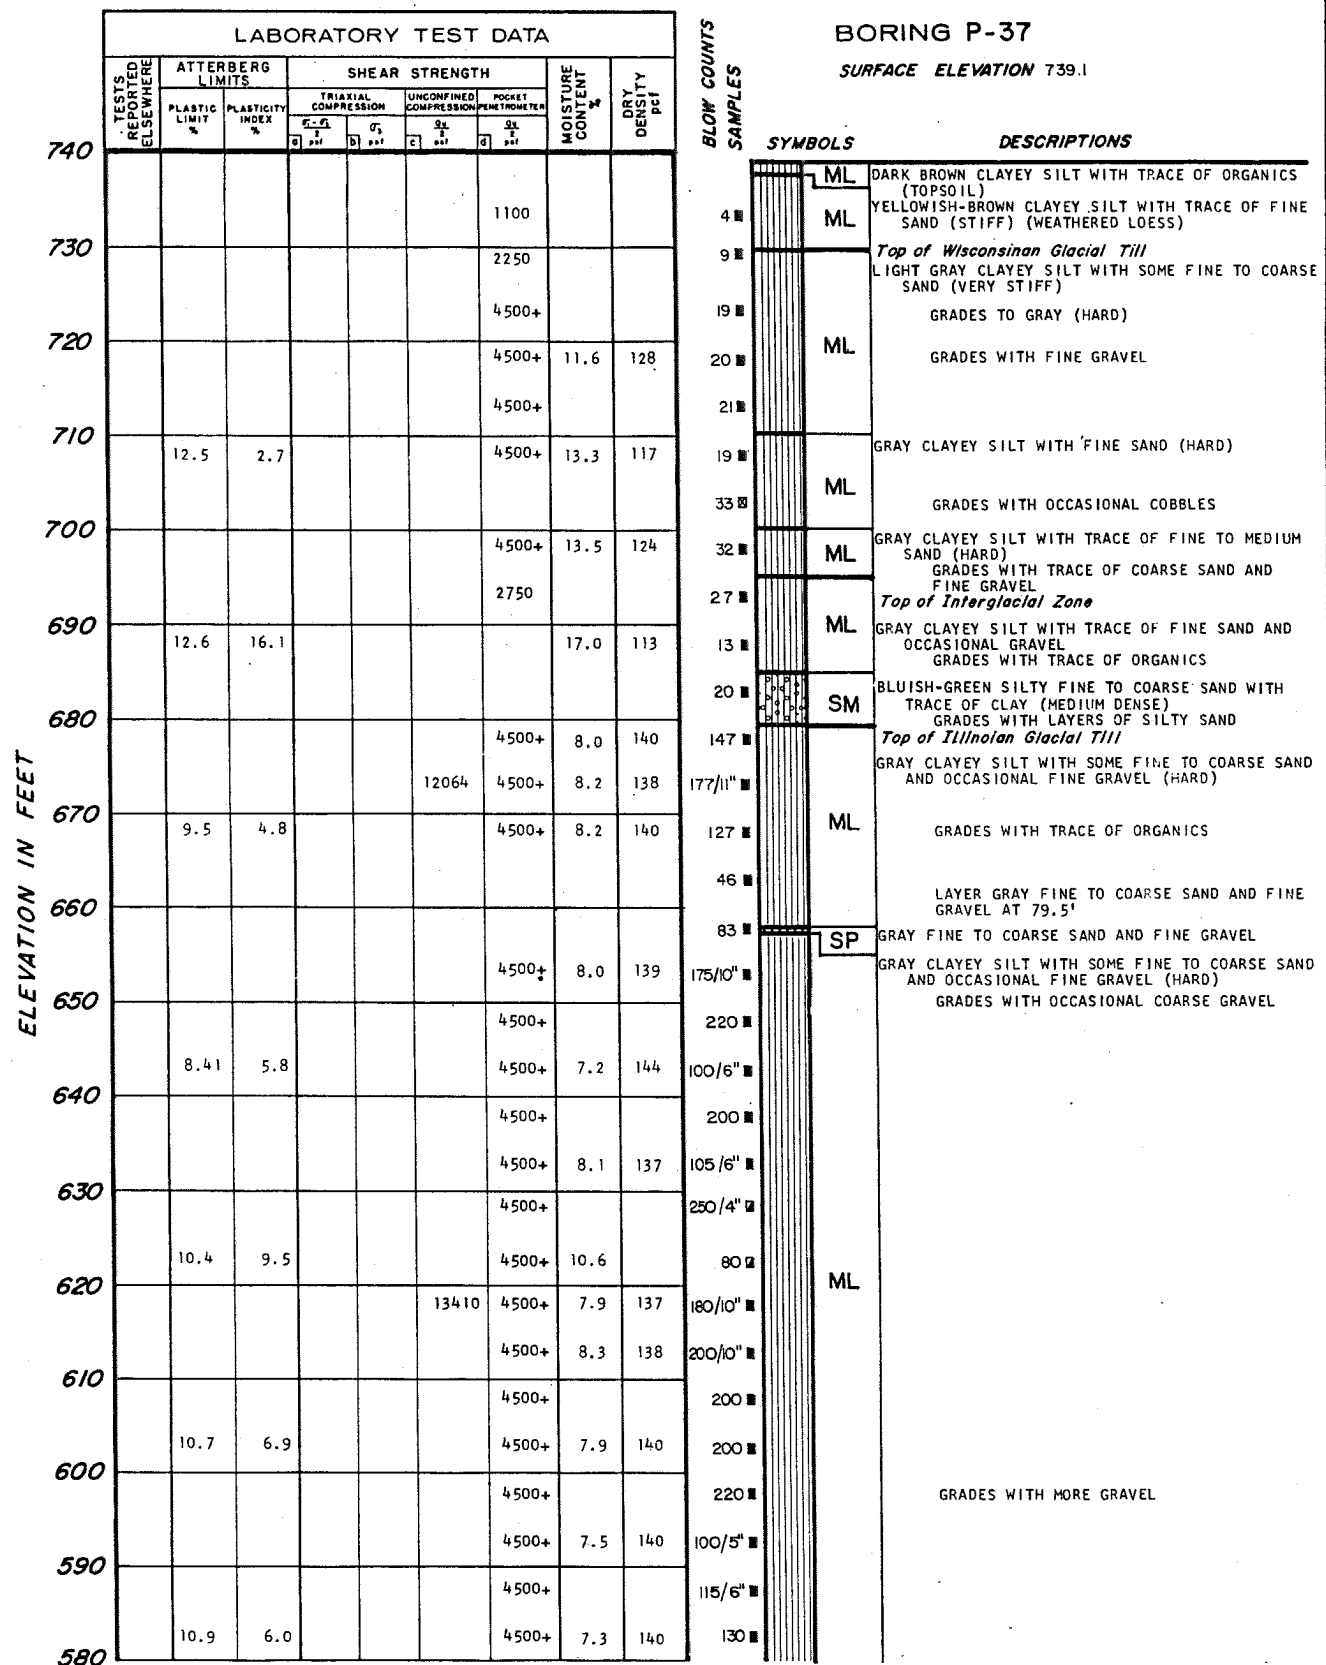 LABORATORY TEST DATA
BORING P-37
SURFACE ELEVATION 739.1
TESTS REPORTED ELSEWHERE
ATTERBERG LIMITS
SHEAR STRENGTH
MOISTURE CONTENT %
DRY DENSITY pcf
BLOW COUNTS
SAMPLES
PLASTIC LIMIT %
PLASTICITY INDEX %
TRIAXIAL COMPRESSION
UNCONFINED COMPRESSION
POCKET PENETROMETER
a psf
b psf
c psf
d psf
SYMBOLS
DESCRIPTIONS
ELEVATION IN FEET
740
ML DARK BROWN CLAYEY SILT WITH TRACE OF ORGANICS
(TOPSOIL)
1100 4 ML YELLOWISH-BROWN CLAYEY SILT WITH TRACE OF FINE
SAND (STIFF) (WEATHERED LOESS)
730
2250 9 Top of Wisconsinan Glacial Till
LIGHT GRAY CLAYEY SILT WITH SOME FINE TO COARSE
SAND (VERY STIFF)
4500+ 19 GRADES TO GRAY (HARD)
720
ML
4500+ 11.6 128 20 GRADES WITH FINE GRAVEL
4500+ 21
710
12.5 2.7 4500+ 13.3 117 19 GRAY CLAYEY SILT WITH FINE SAND (HARD)
ML
33 GRADES WITH OCCASIONAL COBBLES
700
4500+ 13.5 124 32 ML GRAY CLAYEY SILT WITH TRACE OF FINE TO MEDIUM
SAND (HARD)
GRADES WITH TRACE OF COARSE SAND AND
FINE GRAVEL
2750 27 Top of Interglacial Zone
690
ML
12.6 16.1 17.0 113 13 GRAY CLAYEY SILT WITH TRACE OF FINE SAND AND
OCCASIONAL GRAVEL
GRADES WITH TRACE OF ORGANICS
20 SM BLUISH-GREEN SILTY FINE TO COARSE SAND WITH
TRACE OF CLAY (MEDIUM DENSE)
GRADES WITH LAYERS OF SILTY SAND
680
4500+ 8.0 140 147 Top of Illinoian Glacial Till
GRAY CLAYEY SILT WITH SOME FINE TO COARSE SAND
12064 4500+ 8.2 138 177/11" AND OCCASIONAL FINE GRAVEL (HARD)
670
9.5 4.8 4500+ 8.2 140 127 ML GRADES WITH TRACE OF ORGANICS
46 LAYER GRAY FINE TO COARSE SAND AND FINE
GRAVEL AT 79.5'
660
83 SP GRAY FINE TO COARSE SAND AND FINE GRAVEL
4500+ 8.0 139 175/10" GRAY CLAYEY SILT WITH SOME FINE TO COARSE SAND
AND OCCASIONAL FINE GRAVEL (HARD)
650 GRADES WITH OCCASIONAL COARSE GRAVEL
4500+ 220
8.41 5.8 4500+ 7.2 144 100/6"
640
4500+ 200
4500+ 8.1 137 105/6"
630
4500+ 250/4"
10.4 9.5 4500+ 10.6 80
620 ML
13410 4500+ 7.9 137 180/10"
4500+ 8.3 138 200/10"
610
4500+ 200
10.7 6.9 4500+ 7.9 140 200
600
4500+ 220 GRADES WITH MORE GRAVEL
4500+ 7.5 140 100/5"
590
4500+ 115/6"
10.9 6.0 4500+ 7.3 140 130
580